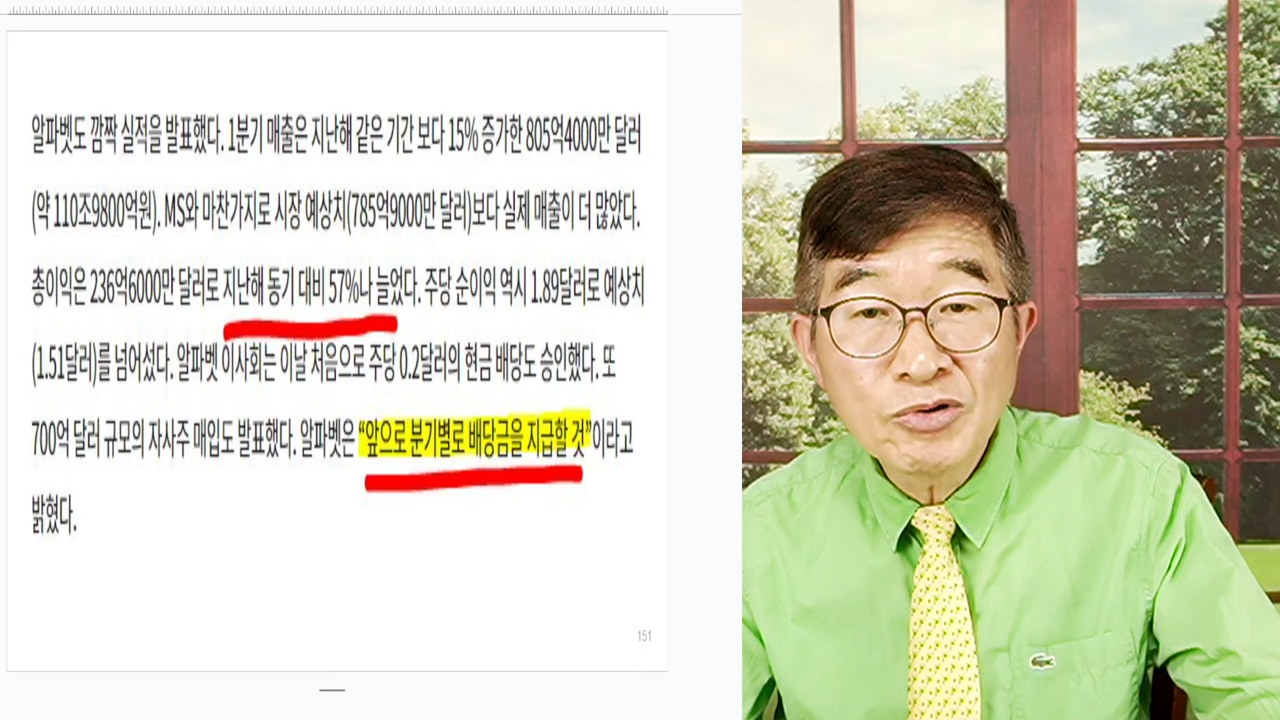 알파벳도 깜짝 실적을 발표했다. 1분기 매출은 지난해 같은 기간 보다 15% 증가한 805억4000만 달러
(약 110조9800억원). MS와 마찬가지로 시장 예상치(785억9000만 달러)보다 실제 매출이 더 많았다.
총이익은 236억6000만 달러로 지난해 동기 대비 57%나 늘었다. 주당 순이익 역시 1.89달러로 예상치
(1.51달러)를 넘어섰다. 알파벳 이사회는 이날 처음으로 주당 0.2달러의 현금 배당도 승인했다. 또
700억 달러 규모의 자사주 매입도 발표했다. 알파벳은 “앞으로 분기별로 배당금을 지급할 것”이라고
밝혔다.
151